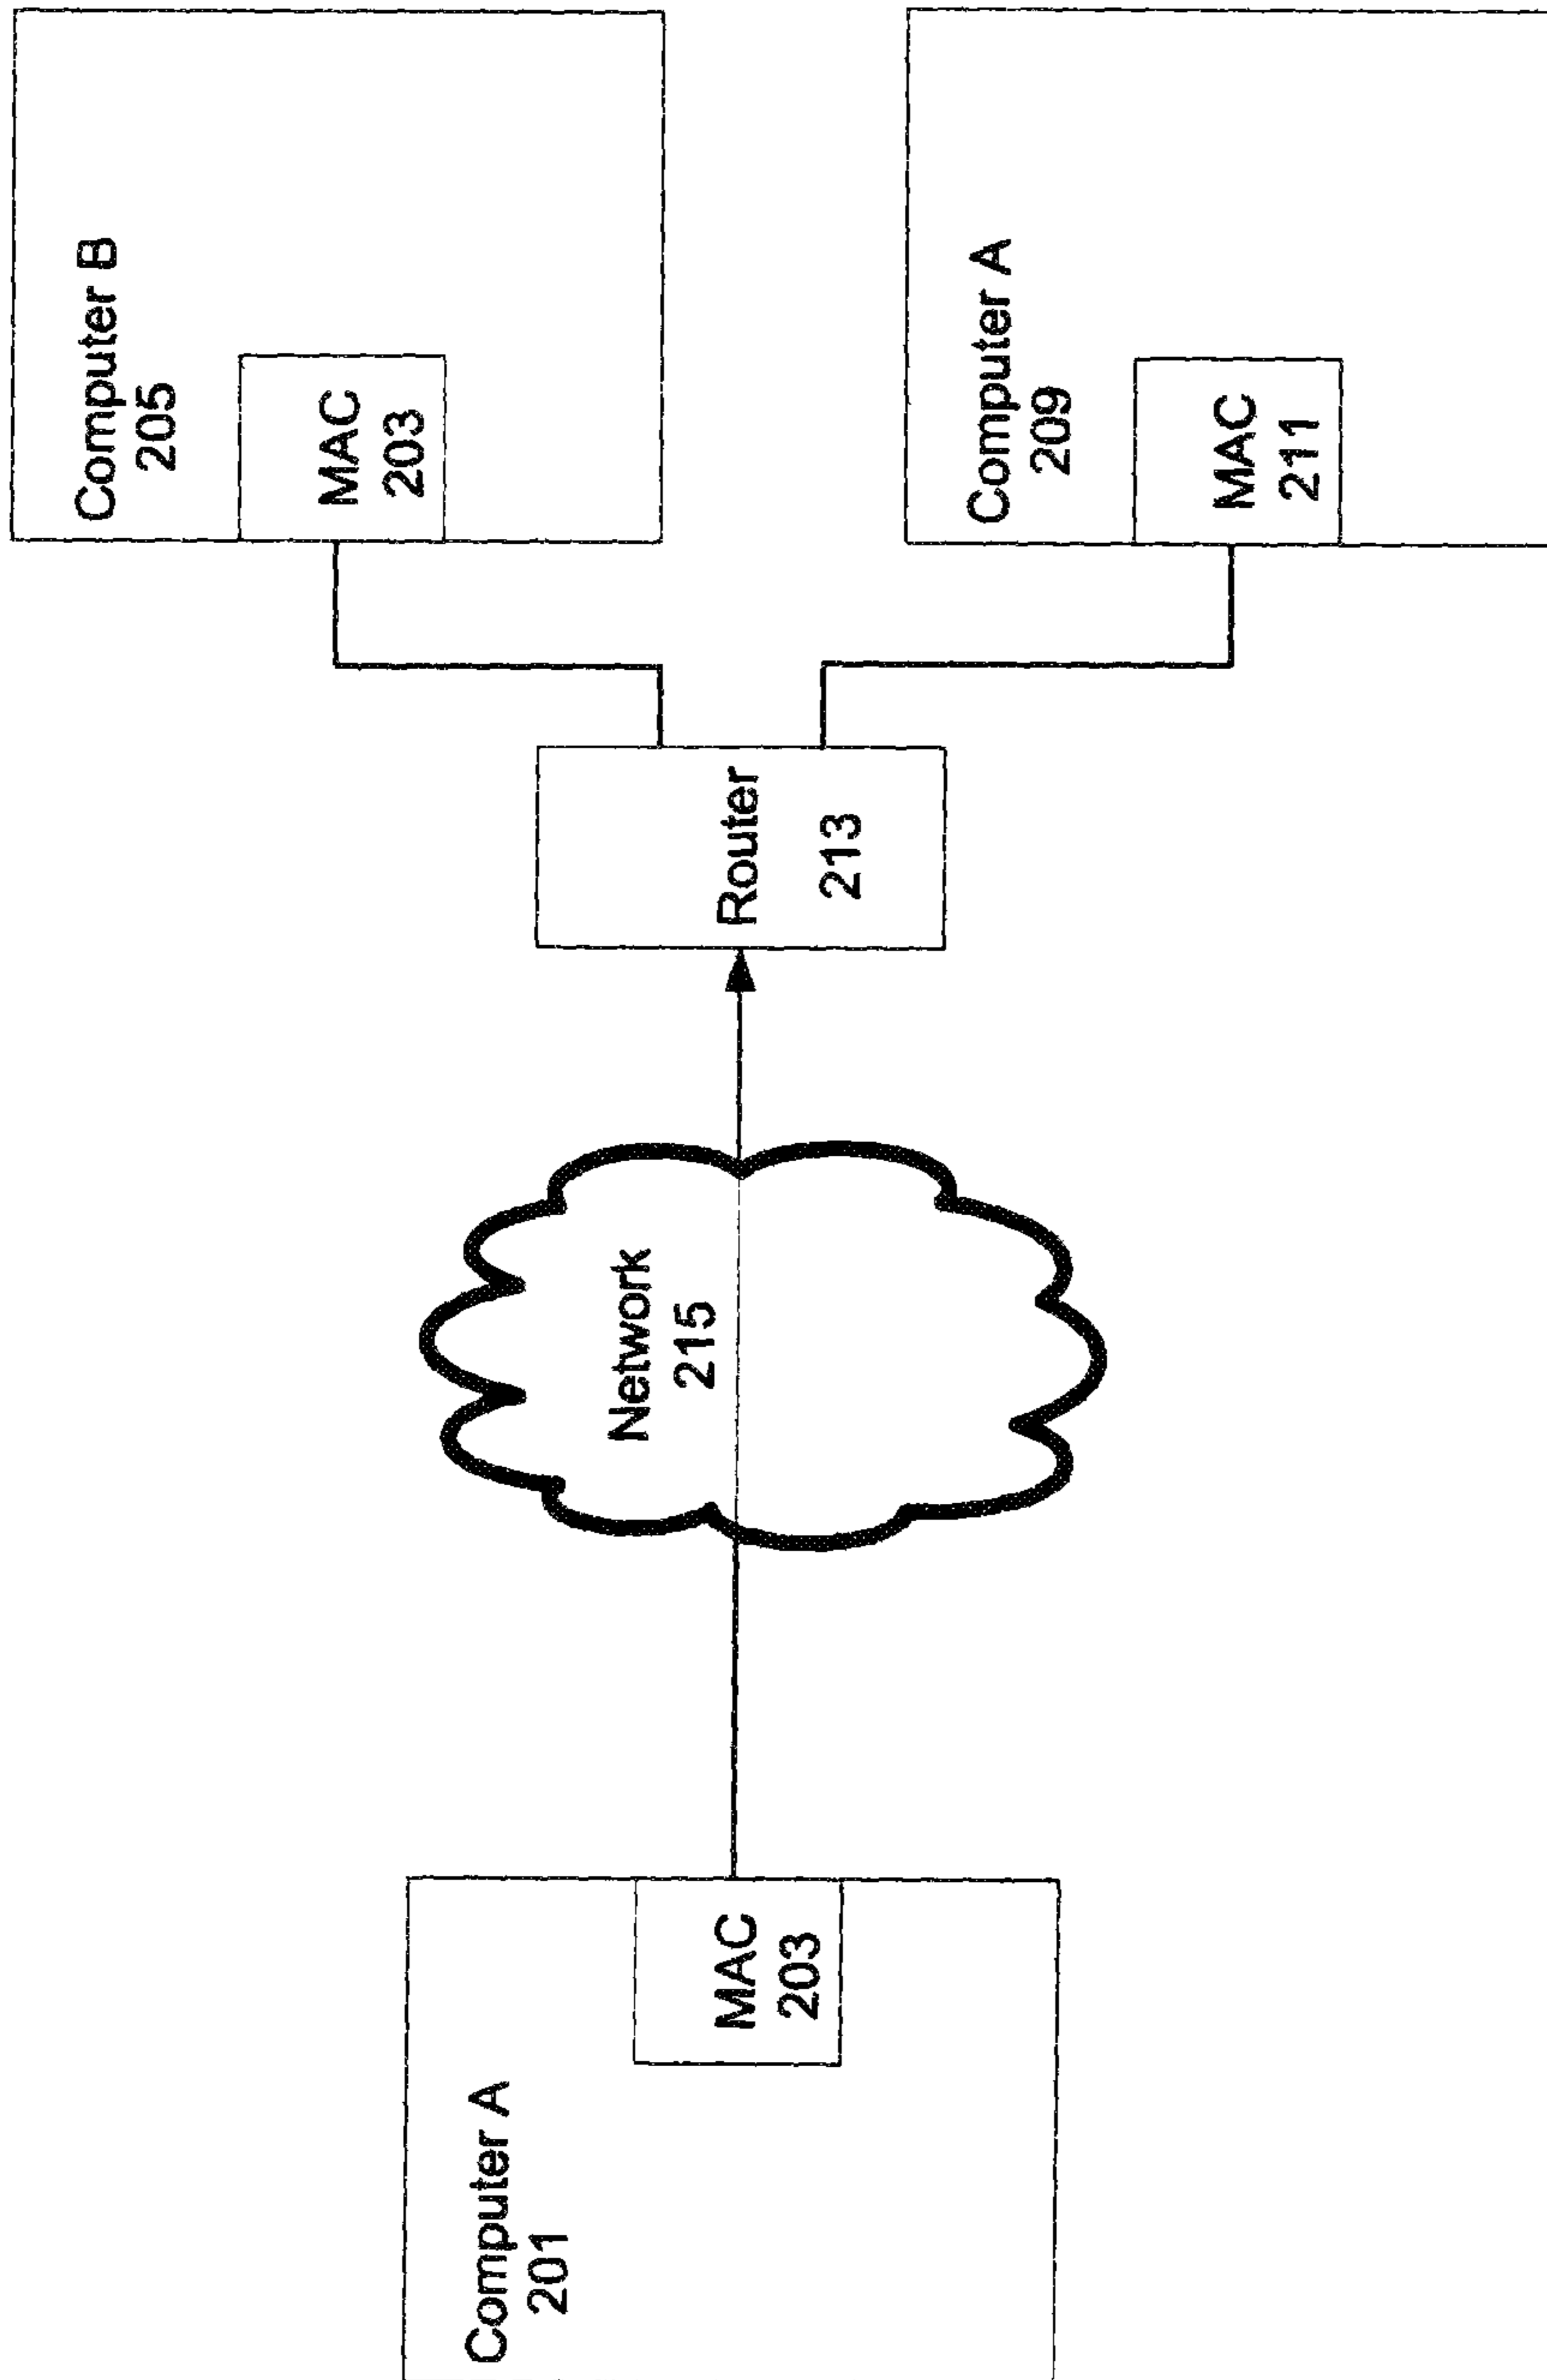 Computer A
201
MAC
203
Network
215
Router
213
Computer B
205
MAC
203
Computer A
209
MAC
211